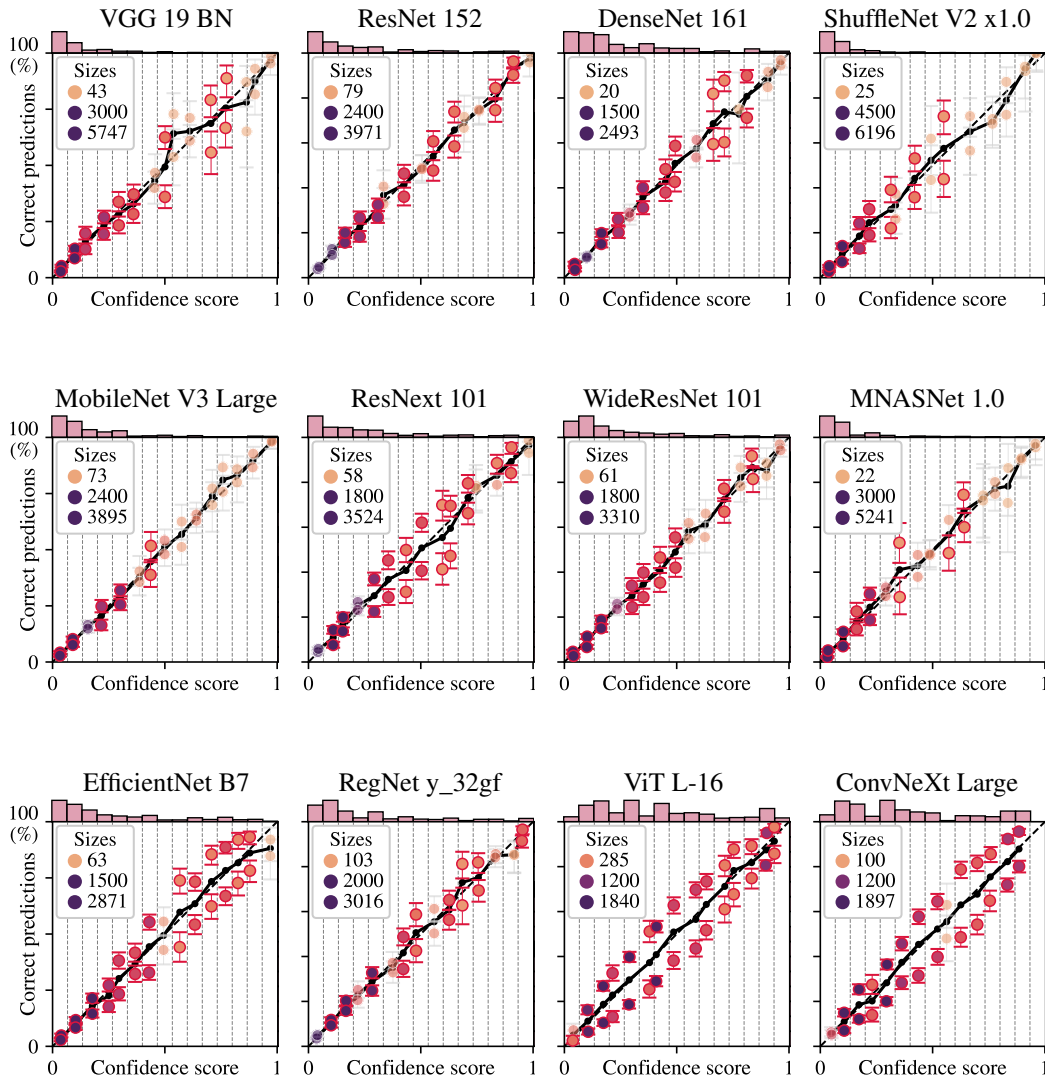 VGG 19 BN
100
(%)
Correct predictions
0
Sizes
43
3000
5747
0 Confidence score 1
ResNet 152
Sizes
79
2400
3971
0 Confidence score 1
DenseNet 161
Sizes
20
1500
2493
0 Confidence score 1
ShuffleNet V2 x1.0
Sizes
25
4500
6196
0 Confidence score 1
MobileNet V3 Large
100
(%)
Correct predictions
0
Sizes
73
2400
3895
0 Confidence score 1
ResNext 101
Sizes
58
1800
3524
0 Confidence score 1
WideResNet 101
Sizes
61
1800
3310
0 Confidence score 1
MNASNet 1.0
Sizes
22
3000
5241
0 Confidence score 1
EfficientNet B7
100
(%)
Correct predictions
0
Sizes
63
1500
2871
0 Confidence score 1
RegNet y_32gf
Sizes
103
2000
3016
0 Confidence score 1
ViT L-16
Sizes
285
1200
1840
0 Confidence score 1
ConvNeXt Large
Sizes
100
1200
1897
0 Confidence score 1